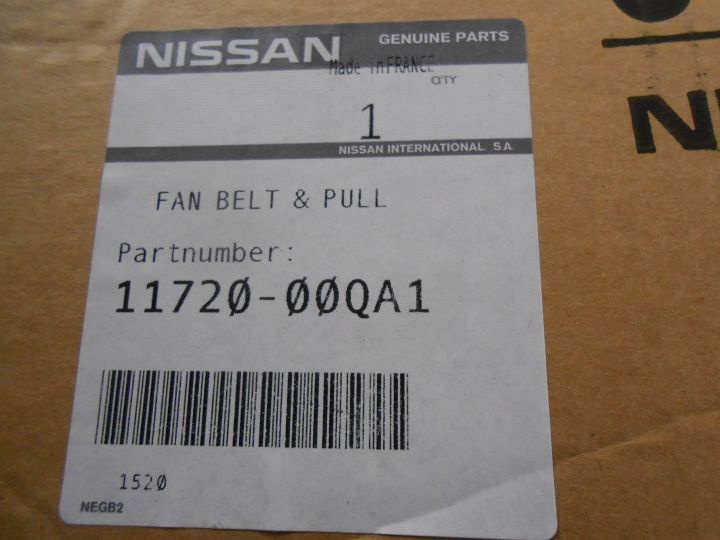 NISSAN GENUINE PARTS
Made in FRANCE
Q'TY
1
NISSAN INTERNATIONAL S.A.
FAN BELT & PULL
Partnumber:
11720-00QA1
1520
NEGB2